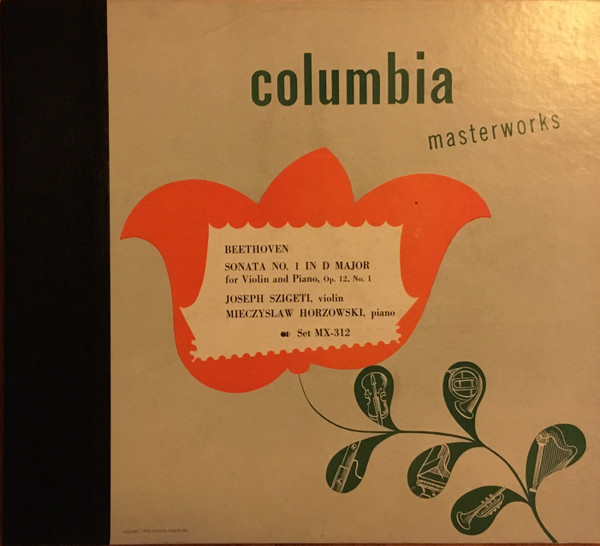 columbia
masterworks
BEETHOVEN
SONATA NO. 1 IN D MAJOR
for Violin and Piano, Op. 12, No. 1
JOSEPH SZIGETI, violin
MIECZYSLAW HORZOWSKI, piano
Set MX-312